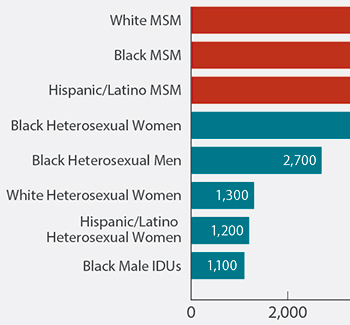 White MSM
Black MSM
Hispanic/Latino MSM
Black Heterosexual Women
Black Heterosexual Men 2,700
White Heterosexual Women 1,300
Hispanic/Latino
Heterosexual Women 1,200
Black Male IDUs 1,100
0 2,000